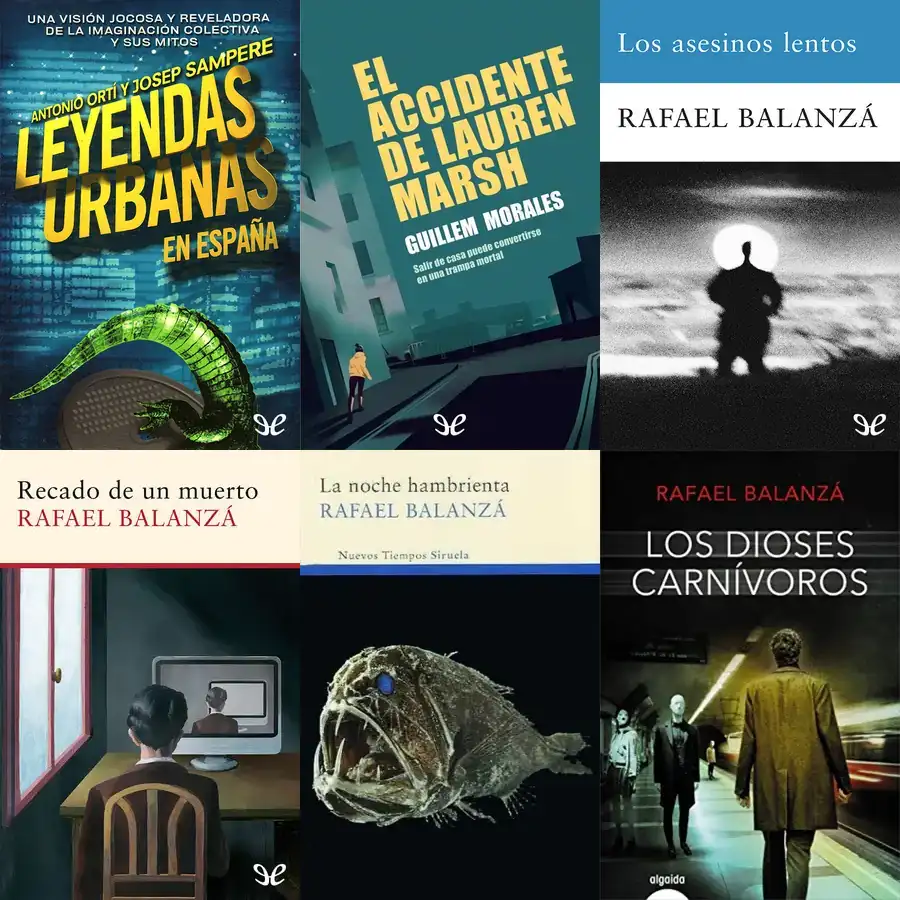 UNA VISIÓN JOCOSA Y REVELADORA
DE LA IMAGINACIÓN COLECTIVA
Y SUS MITOS
ANTONIO ORTÍ Y JOSEP SAMPERE
LEYENDAS
URBANAS
EN ESPAÑA
EL
ACCIDENTE
DE LAUREN
MARSH
GUILLEM MORALES
Salir de casa puede convertirse
en una trampa mortal
Los asesinos lentos
RAFAEL BALANZÁ
Recado de un muerto
RAFAEL BALANZÁ
La noche hambrienta
RAFAEL BALANZÁ
Nuevos Tiempos Siruela
RAFAEL BALANZÁ
LOS DIOSES
CARNÍVOROS
algaida